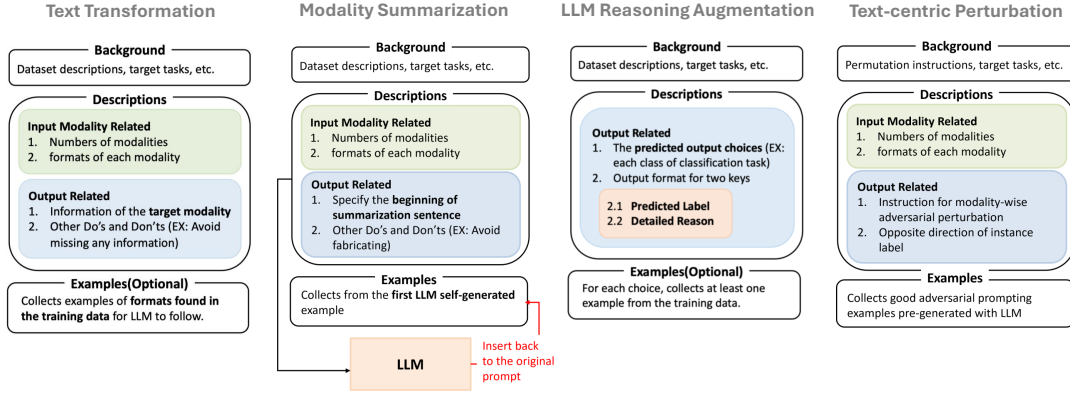 Text Transformation
Background
Dataset descriptions, target tasks, etc.
Descriptions
Input Modality Related
1. Numbers of modalities
2. formats of each modality
Output Related
1. Information of the target modality
2. Other Do's and Don'ts (EX: Avoid
missing any information)
Examples(Optional)
Collects examples of formats found in
the training data for LLM to follow.
Modality Summarization
Background
Dataset descriptions, target tasks, etc.
Descriptions
Input Modality Related
1. Numbers of modalities
2. formats of each modality
Output Related
1. Specify the beginning of
summarization sentence
2. Other Do's and Don'ts (EX: Avoid
fabricating)
Examples
Collects from the first LLM self-generated
example
LLM
Insert back
to the original
prompt
LLM Reasoning Augmentation
Background
Dataset descriptions, target tasks, etc.
Descriptions
Output Related
1. The predicted output choices (EX:
each class of classification task)
2. Output format for two keys
2.1 Predicted Label
2.2 Detailed Reason
Examples(Optional)
For each choice, collects at least one
example from the training data.
Text-centric Perturbation
Background
Permutation instructions, target tasks, etc.
Descriptions
Input Modality Related
1. Numbers of modalities
2. formats of each modality
Output Related
1. Instruction for modality-wise
adversarial perturbation
2. Opposite direction of instance
label
Examples
Collects good adversarial prompting
examples pre-generated with LLM